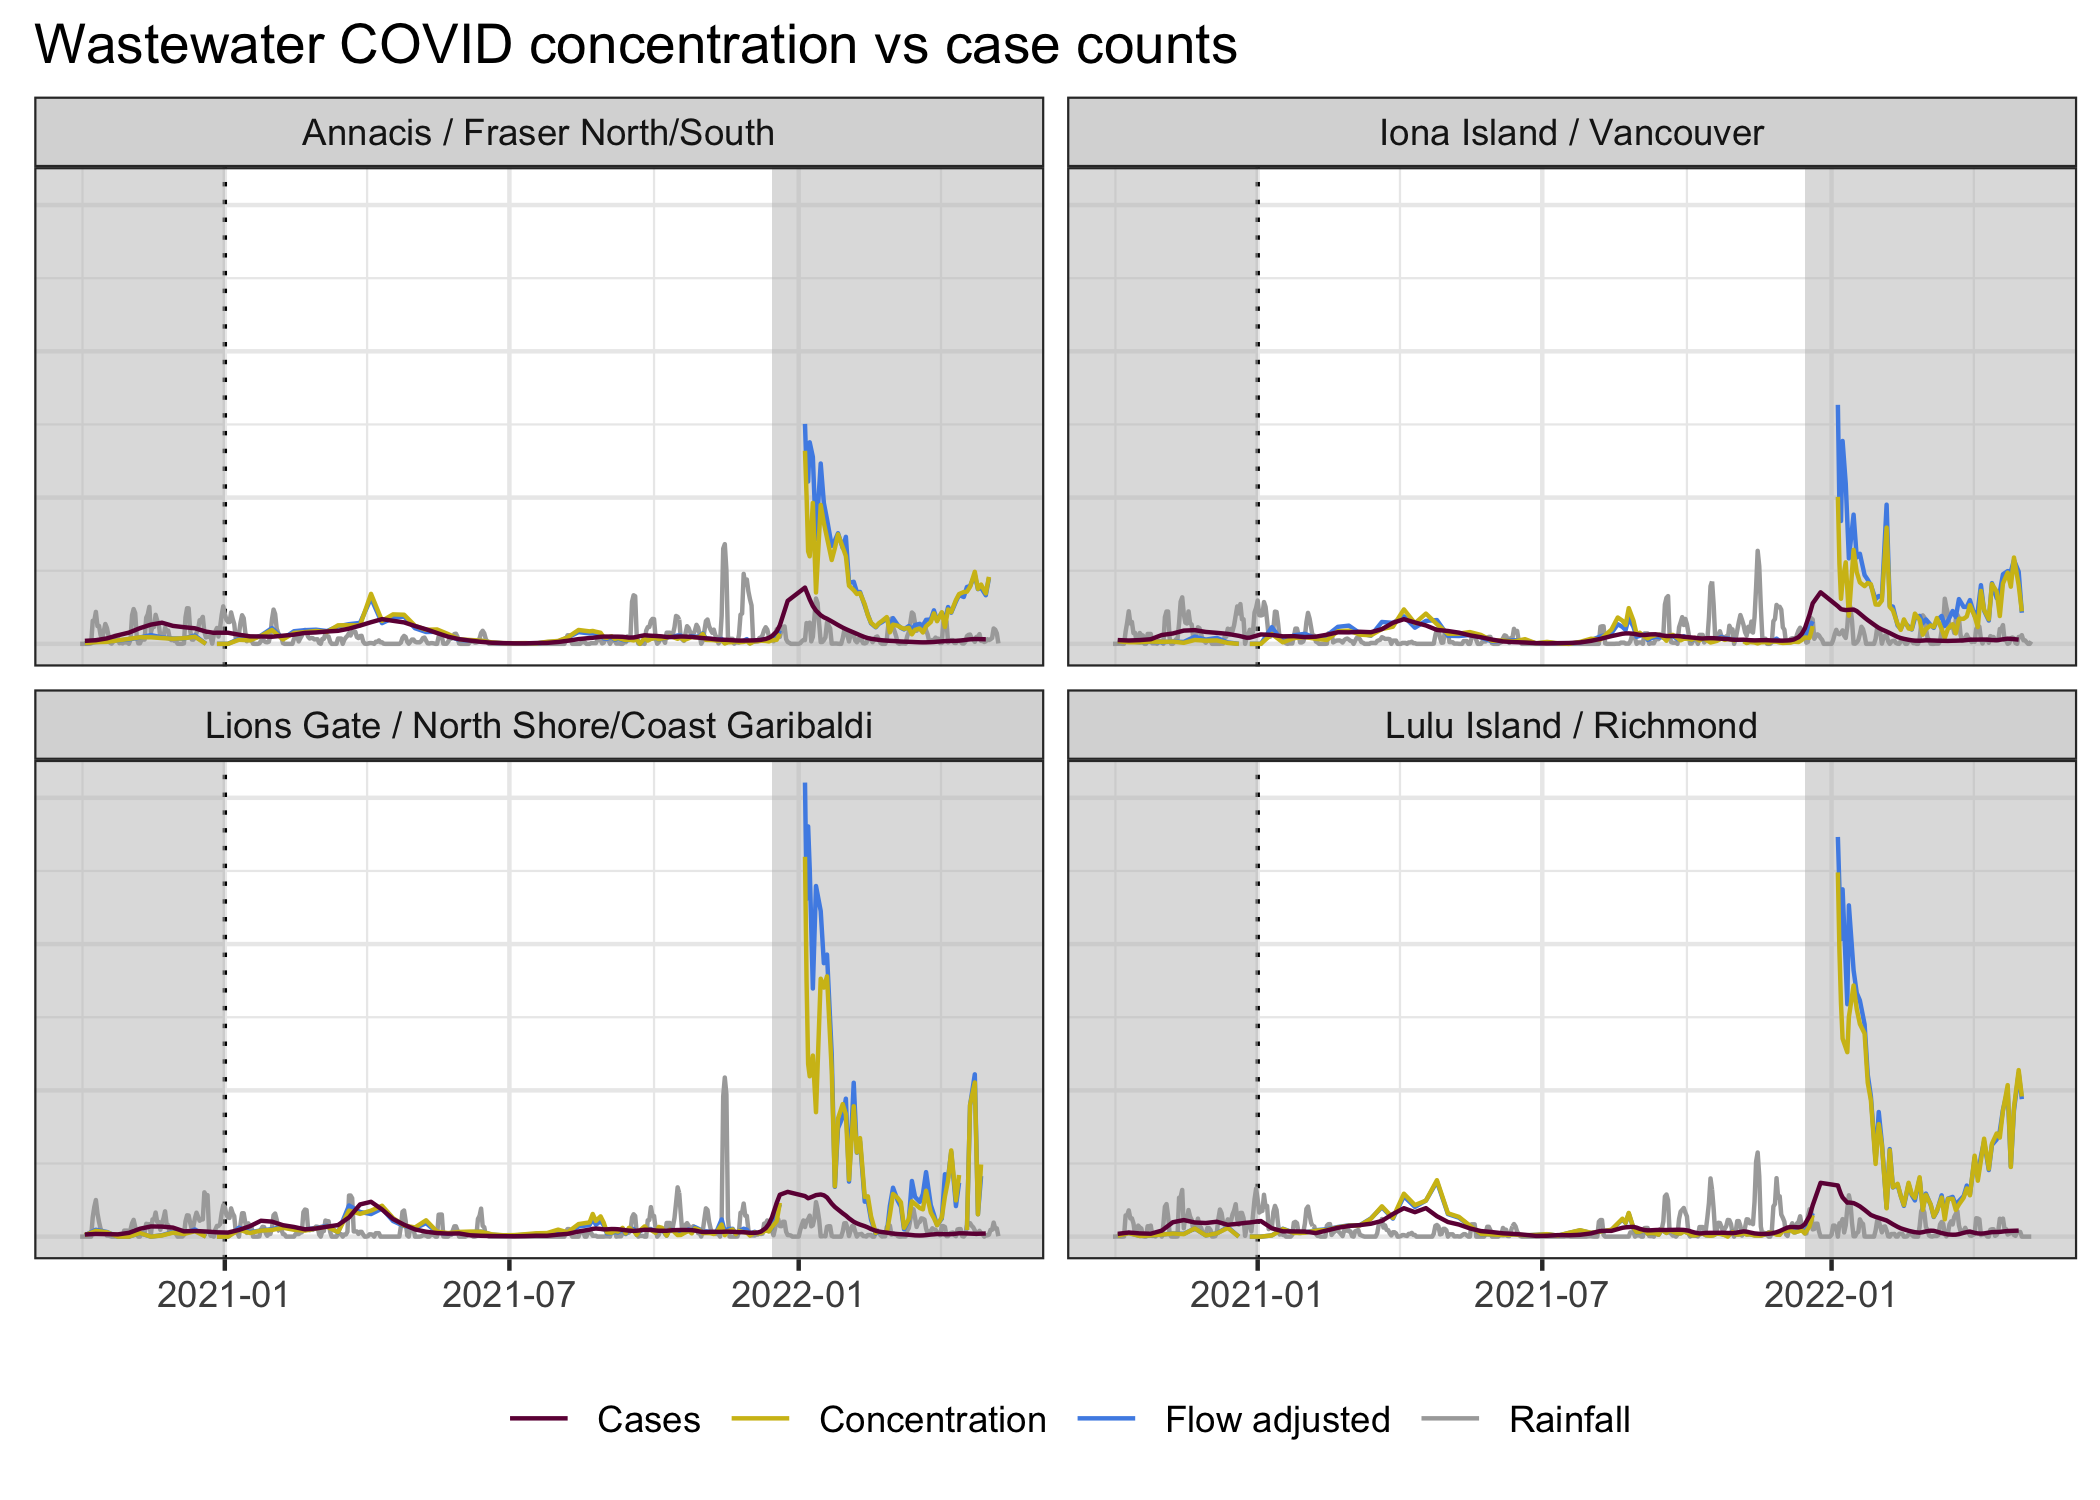 Wastewater COVID concentration vs case counts
Annacis / Fraser North/South
Iona Island / Vancouver
Lions Gate / North Shore/Coast Garibaldi
Lulu Island / Richmond
2021-01 2021-07 2022-01
2021-01 2021-07 2022-01
Cases Concentration Flow adjusted Rainfall